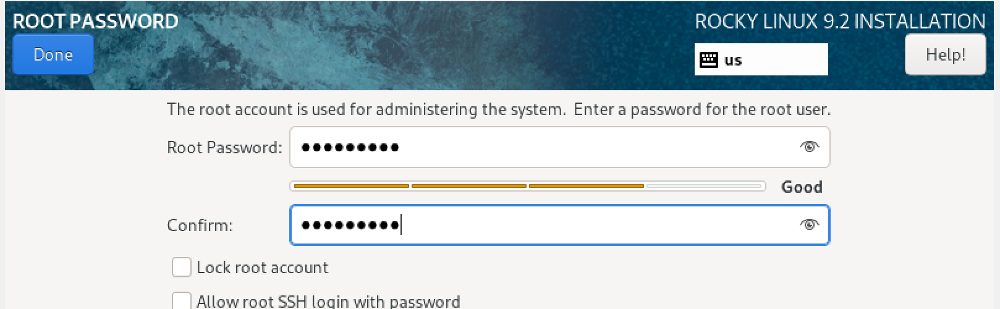 ROOT PASSWORD
ROCKY LINUX 9.2 INSTALLATION
Done
us
Help!
The root account is used for administering the system.  Enter a password for the root user.
Root Password: ●●●●●●●●●
Good
Confirm: ●●●●●●●●●
Lock root account
Allow root SSH login with password